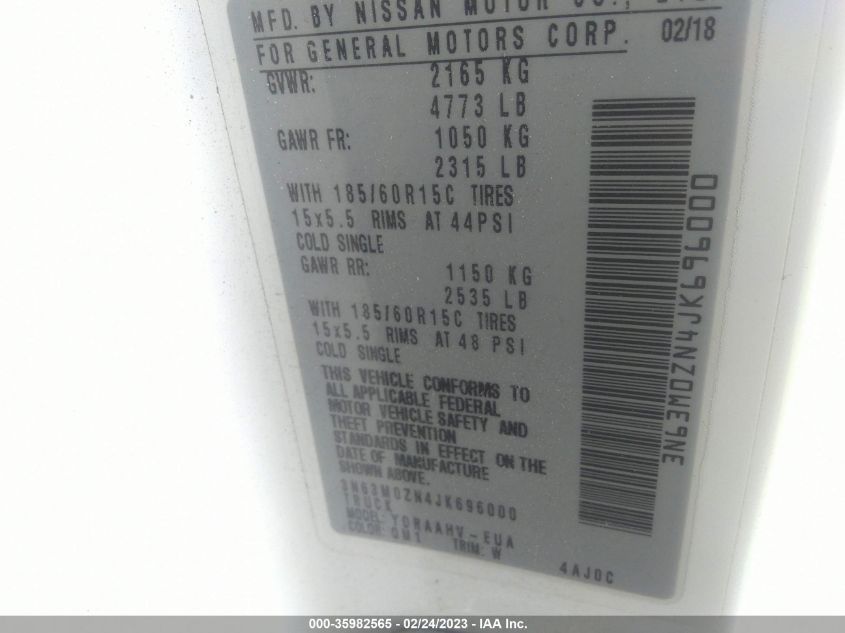 MFD. BY NISSAN MOTOR CO.,
FOR GENERAL MOTORS CORP. 02/18
GVWR: 2165 KG
4773 LB
GAWR FR: 1050 KG
2315 LB
WITH 185/60R15C TIRES
15x5.5 RIMS AT 44PSI
COLD SINGLE
GAWR RR: 1150 KG
2535 LB
WITH 185/60R15C TIRES
15x5.5 RIMS AT 48 PSI
COLD SINGLE
THIS VEHICLE CONFORMS TO
ALL APPLICABLE FEDERAL
MOTOR VEHICLE SAFETY AND
THEFT PREVENTION
STANDARDS IN EFFECT ON THE
DATE OF MANUFACTURE
SHOWN ABOVE.
3N63M0ZN4JK696000
TRUCK
MODEL: YDRAAHV-EUA
COLOR: QM1 TRIM: W
4AJ0C
3N63M0ZN4JK696000
000-35982565 - 02/24/2023 - IAA Inc.